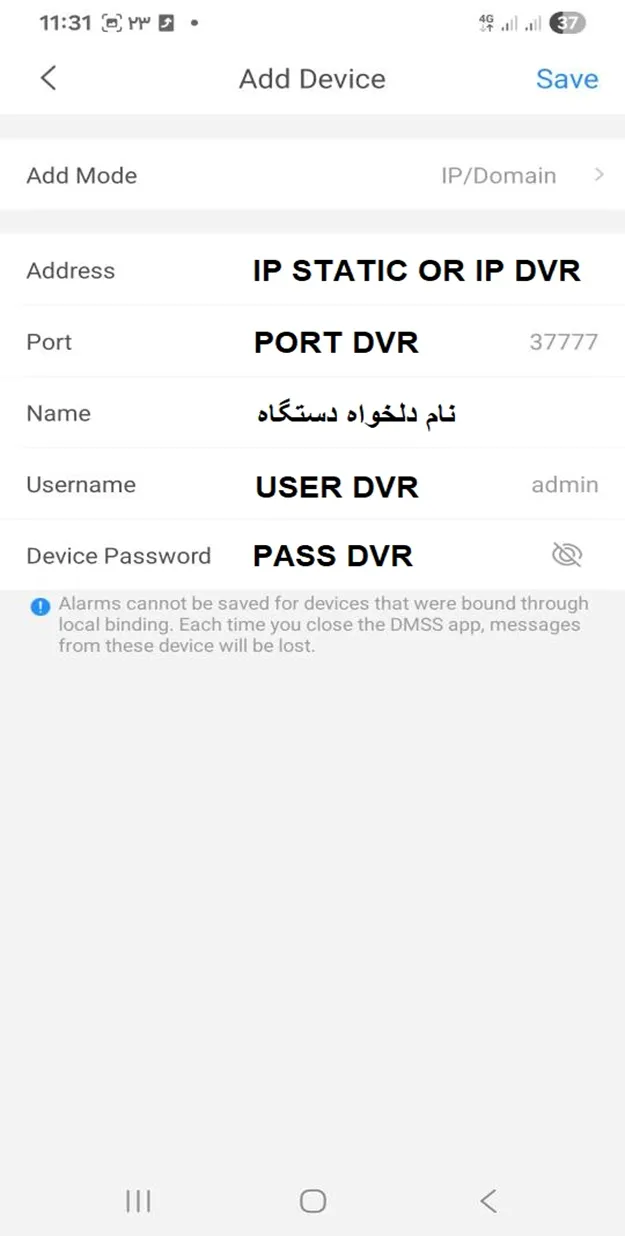 11:31 ۲۳ 4G 37
Add Device Save
Add Mode IP/Domain
Address IP STATIC OR IP DVR
Port PORT DVR 37777
Name نام دلخواه دستگاه
Username USER DVR admin
Device Password PASS DVR
Alarms cannot be saved for devices that were bound through
local binding. Each time you close the DMSS app, messages
from these device will be lost.